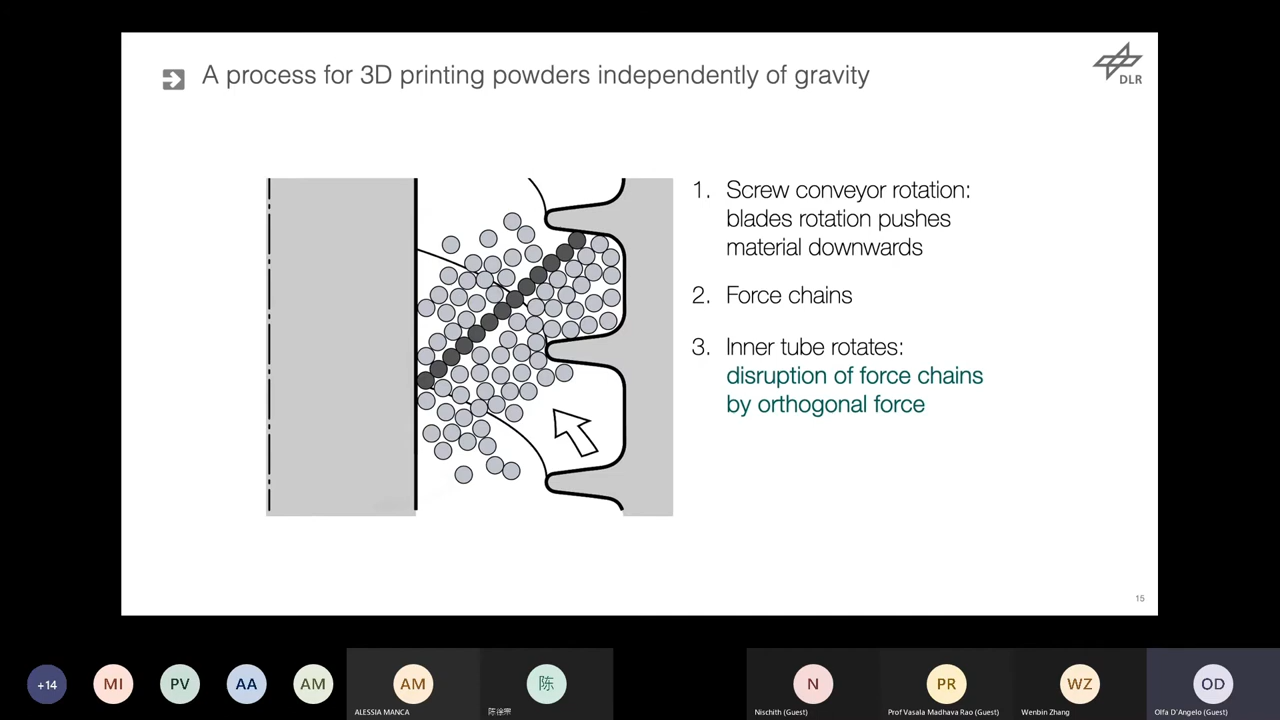 A process for 3D printing powders independently of gravity
DLR
1. Screw conveyor rotation:
blades rotation pushes
material downwards
2. Force chains
3. Inner tube rotates:
disruption of force chains
by orthogonal force
15
+14
MI
PV
AA
AM
AM
陈
N
PR
WZ
OD
ALESSIA MANCA
Nischith (Guest)
Prof Vasala Madhava Rao (Guest)
Wenbin Zhang
Olfa D'Angelo (Guest)